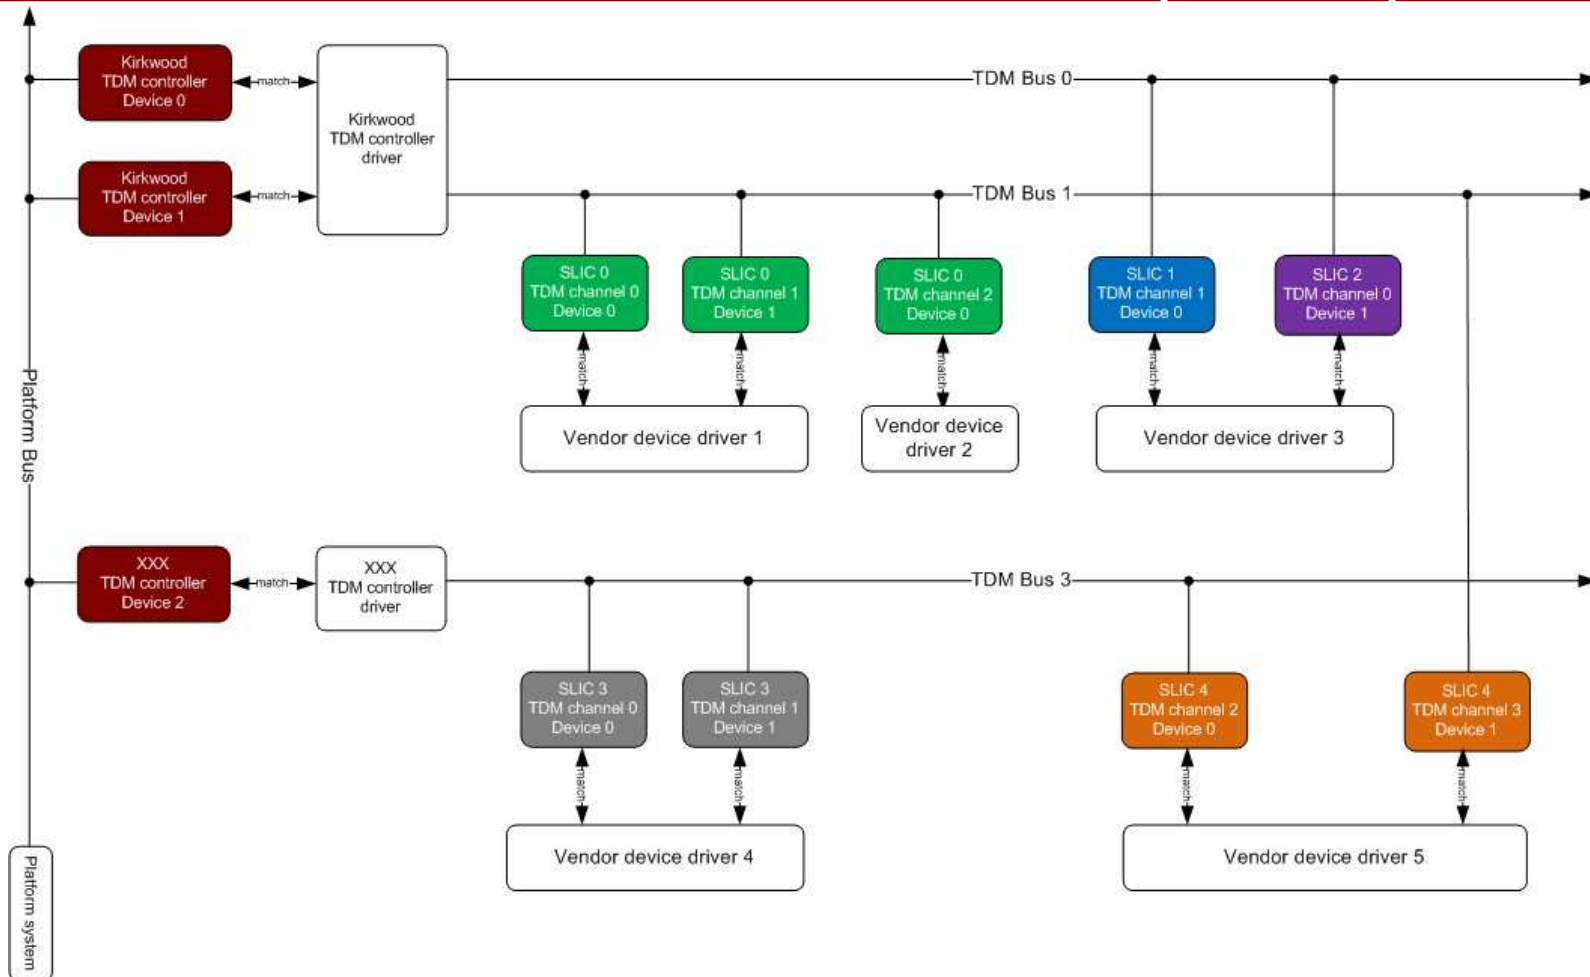 Kirkwood
TDM controller
Device 0
match
Kirkwood
TDM controller
driver
TDM Bus 0
Kirkwood
TDM controller
Device 1
match
TDM Bus 1
SLIC 0
TDM channel 0
Device 0
SLIC 0
TDM channel 1
Device 1
SLIC 0
TDM channel 2
Device 0
SLIC 1
TDM channel 1
Device 0
SLIC 2
TDM channel 0
Device 1
match
match
match
match
match
Vendor device driver 1
Vendor device
driver 2
Vendor device driver 3
Platform Bus
XXX
TDM controller
Device 2
match
XXX
TDM controller
driver
TDM Bus 3
SLIC 3
TDM channel 0
Device 0
SLIC 3
TDM channel 1
Device 1
SLIC 4
TDM channel 2
Device 0
SLIC 4
TDM channel 3
Device 1
match
match
match
match
Vendor device driver 4
Vendor device driver 5
Platform system